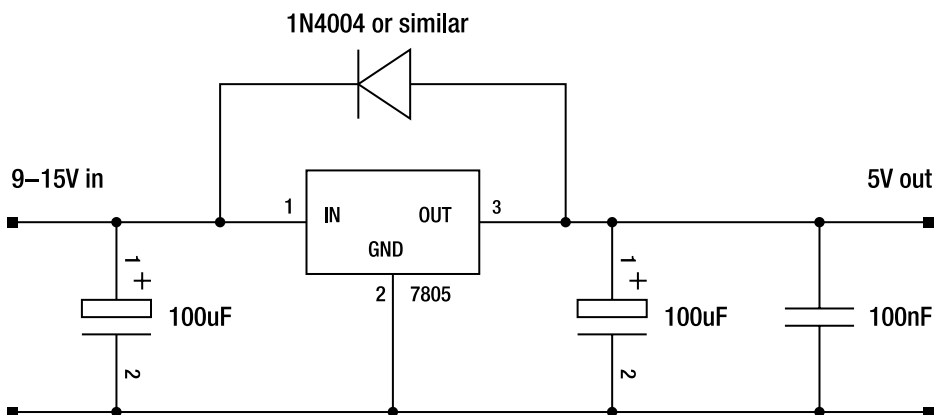 1N4004 or similar
9–15V in
5V out
1
IN
OUT
3
GND
2
7805
1
+
100uF
2
1
+
100uF
2
100nF